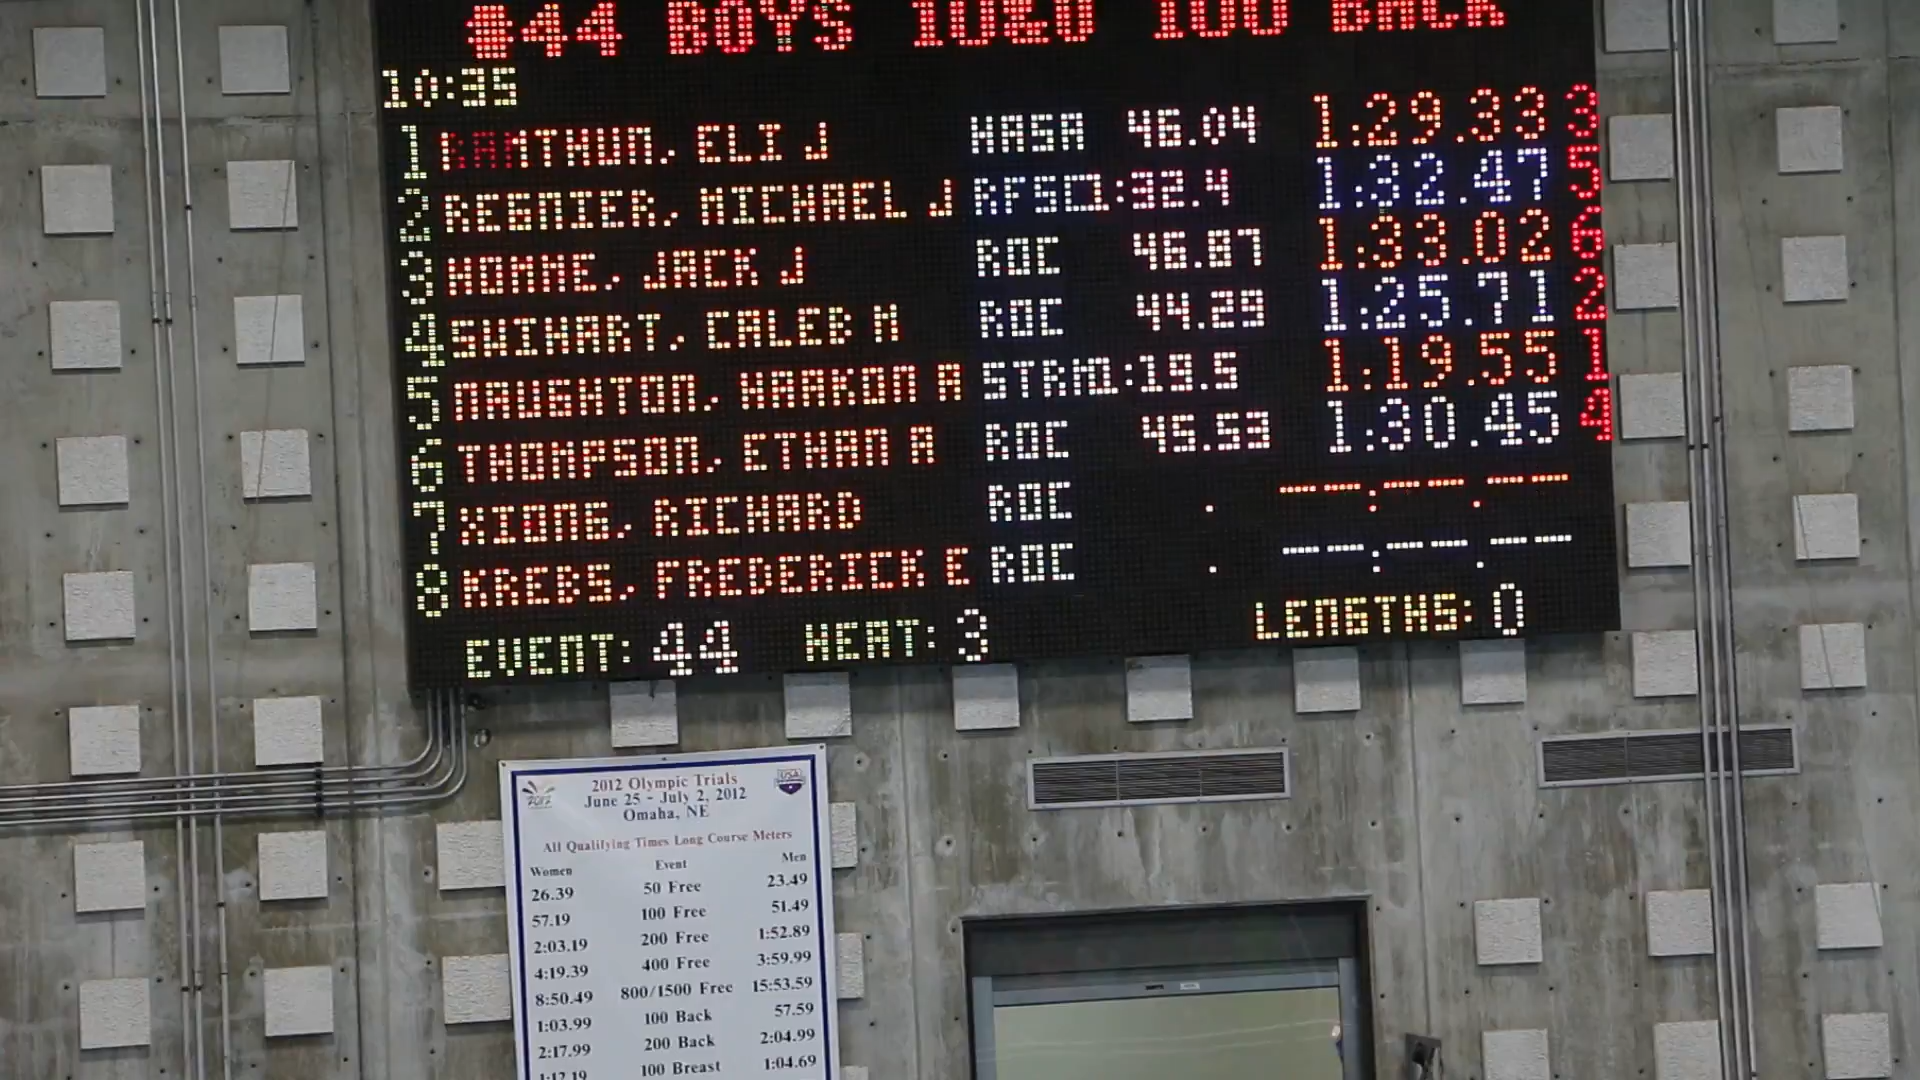 #44 BOYS 10&U 100 BACK
10:35
1 RAMTHUN, ELI J HASA 46.04 1:29.33 3
2 REGNIER, MICHAEL J RFSC 1:32.4 1:32.47 5
3 HOMME, JACK J ROC 46.87 1:33.02 6
4 SWIHART, CALEB M ROC 44.29 1:25.71 2
5 NAUGHTON, HAAKON A STRM 1:19.5 1:19.55 1
6 THOMPSON, ETHAN A ROC 45.53 1:30.45 4
7 XIONG, RICHARD ROC . --:--.--
8 KREBS, FREDERICK E ROC . --:--.--
EVENT: 44 HEAT: 3 LENGTHS: 0
2012 Olympic Trials
June 25 - July 2, 2012
Omaha, NE
USA
All Qualifying Times Long Course Meters
Women Event Men
26.39 50 Free 23.49
57.19 100 Free 51.49
2:03.19 200 Free 1:52.89
4:19.39 400 Free 3:59.99
8:50.49 800/1500 Free 15:53.59
1:03.99 100 Back 57.59
2:17.99 200 Back 2:04.99
1:12.19 100 Breast 1:04.69